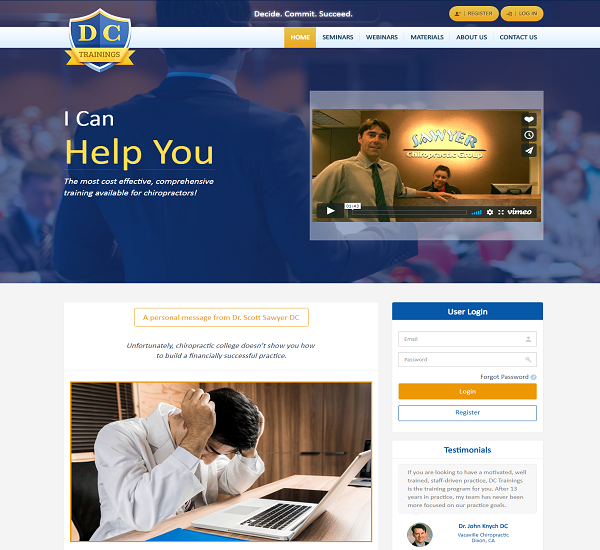 Decide. Commit. Succeed.
REGISTER
LOG IN
DC
TRAININGS
HOME
SEMINARS
WEBINARS
MATERIALS
ABOUT US
CONTACT US
I Can
Help You
The most cost effective, comprehensive
training available for chiropractors!
SAWYER
Chiropractic Group
01:43
vimeo
A personal message from Dr. Scott Sawyer DC
Unfortunately, chiropractic college doesn't show you how
to build a financially successful practice.
User Login
Email
Password
Forgot Password
Login
Register
Testimonials
If you are looking to have a motivated, well
trained, staff-driven practice, DC Trainings
is the training program for you. After 13
years in practice, my team has never been
more focused on our practice goals.
Dr. John Knych DC
Vacaville Chiropractic
Dixon, CA